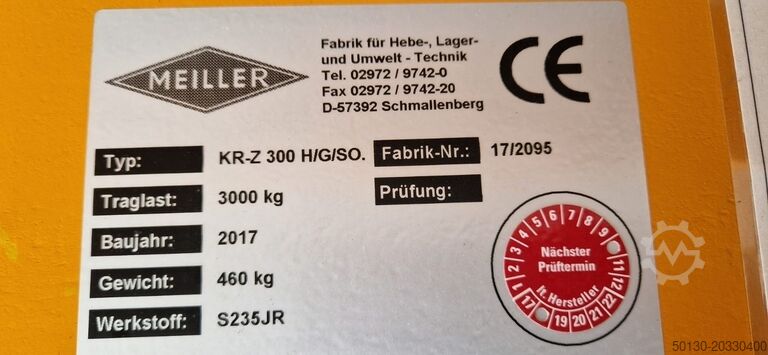 MEILLER
Fabrik für Hebe-, Lager-
und Umwelt - Technik
Tel. 02972 / 9742-0
Fax 02972 / 9742-20
D-57392 Schmallenberg
CE
Typ: KR-Z 300 H/G/SO. Fabrik-Nr.: 17/2095
Traglast: 3000 kg Prüfung:
Baujahr: 2017
Gewicht: 460 kg
Werkstoff: S235JR
1 2 3 4 5 6 7 8 9 11 12
Nächster
Prüftermin
lt. Hersteller
17 19 20 21 22
50130-20330400